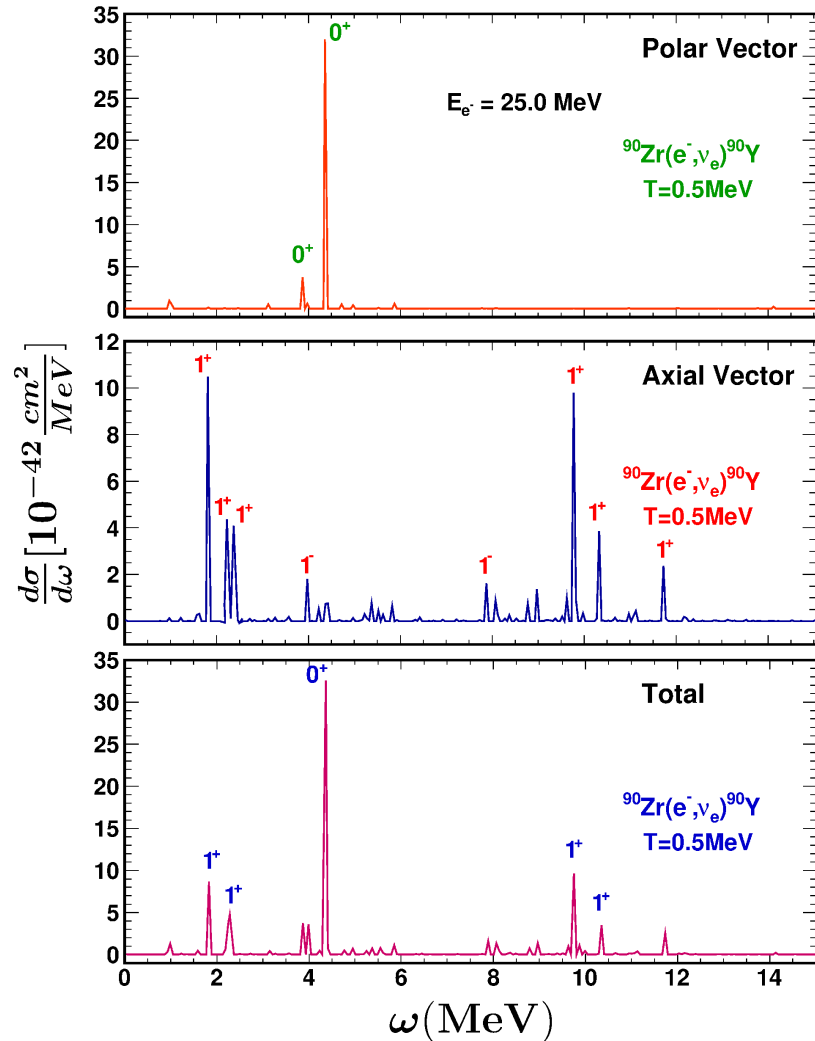 35
30
25
20
15
10
5
0
0⁺
0⁺
Polar Vector
Eₑ- = 25.0 MeV
⁹⁰Zr(e⁻,νₑ)⁹⁰Y
T=0.5MeV
dσ/dω [10⁻⁴² cm²/MeV]
12
10
8
6
4
2
0
1⁺
1⁺
1⁺
1⁻
1⁻
1⁺
1⁺
1⁺
Axial Vector
⁹⁰Zr(e⁻,νₑ)⁹⁰Y
T=0.5MeV
35
30
25
20
15
10
5
0
0⁺
1⁺
1⁺
1⁺
1⁺
Total
⁹⁰Zr(e⁻,νₑ)⁹⁰Y
T=0.5MeV
0 2 4 6 8 10 12 14
ω(MeV)